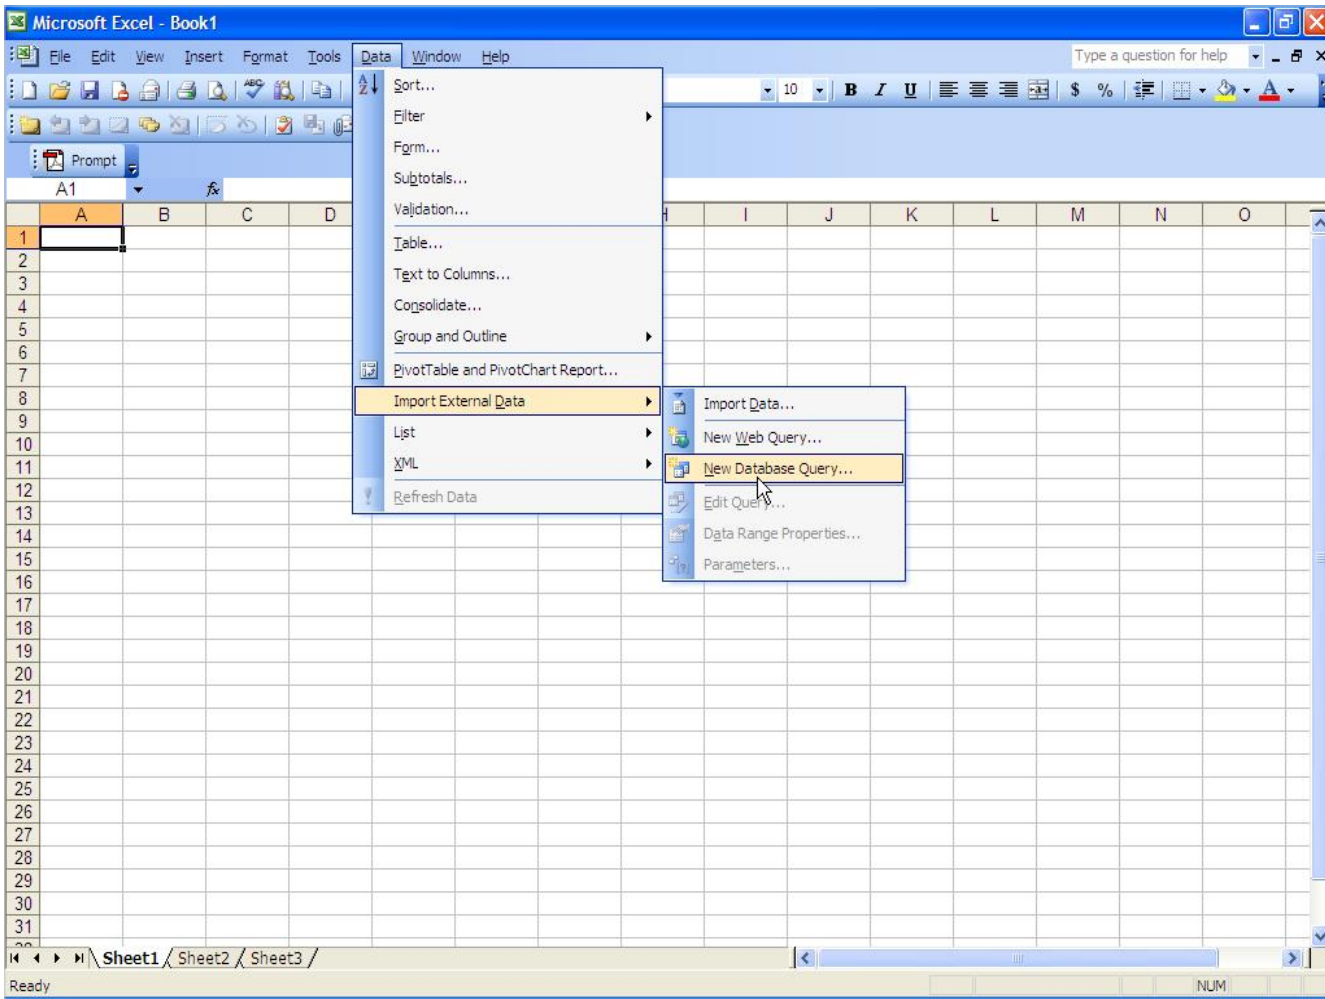 Microsoft Excel - Book1
File Edit View Insert Format Tools Data Window Help Type a question for help
10 B I U $ % A
Prompt
A1 fx
A B C D H I J K L M N O
Sort...
Filter
Form...
Subtotals...
Validation...
Table...
Text to Columns...
Consolidate...
Group and Outline
PivotTable and PivotChart Report...
Import External Data
List
XML
Refresh Data
Import Data...
New Web Query...
New Database Query...
Edit Query...
Data Range Properties...
Parameters...
1
2
3
4
5
6
7
8
9
10
11
12
13
14
15
16
17
18
19
20
21
22
23
24
25
26
27
28
29
30
31
Sheet1 Sheet2 Sheet3
Ready NUM